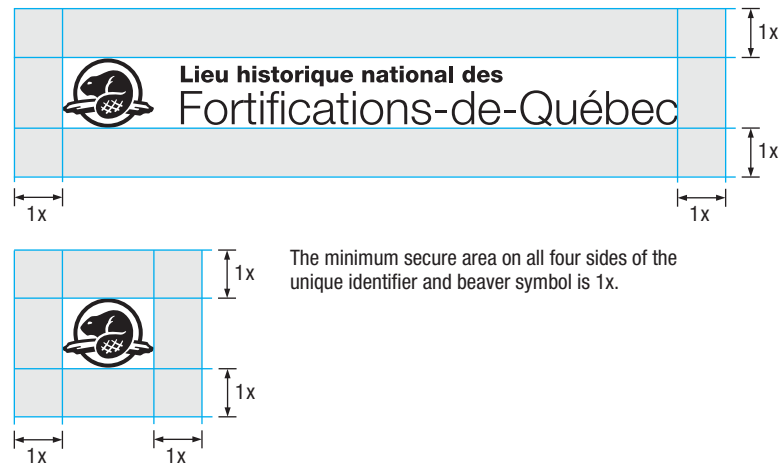 1x
Lieu historique national des
Fortifications-de-Québec
1x
1x
1x
The minimum secure area on all four sides of the
unique identifier and beaver symbol is 1x.
1x
1x
1x
1x